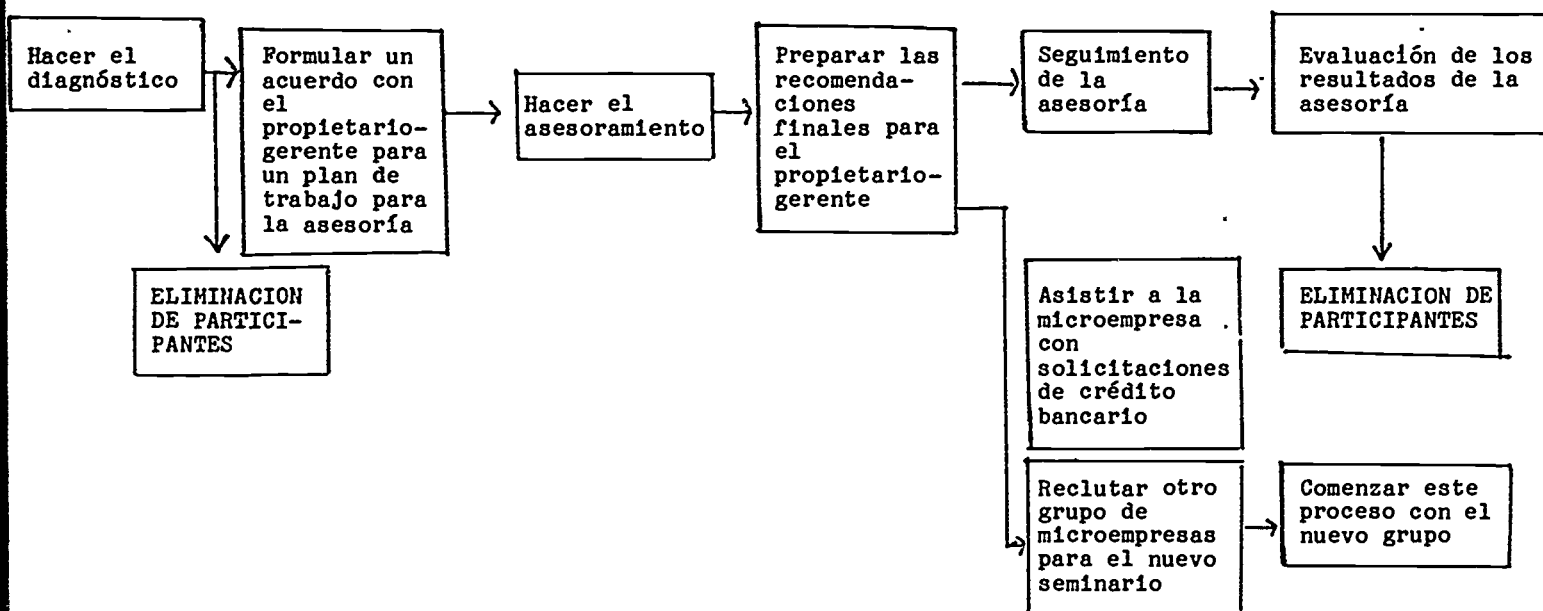 Hacer el
diagnóstico
Formular un
acuerdo con
el
propietario-
gerente para
un plan de
trabajo para
la asesoría
Hacer el
asesoramiento
Preparar las
recomenda-
ciones
finales para
el
propietario-
gerente
Seguimiento
de la
asesoría
Evaluación de los
resultados de la
asesoría
ELIMINACION
DE PARTICI-
PANTES
Asistir a la
microempresa
con
solicitaciones
de crédito
bancario
ELIMINACION DE
PARTICIPANTES
Reclutar otro
grupo de
microempresas
para el nuevo
seminario
Comenzar este
proceso con el
nuevo grupo